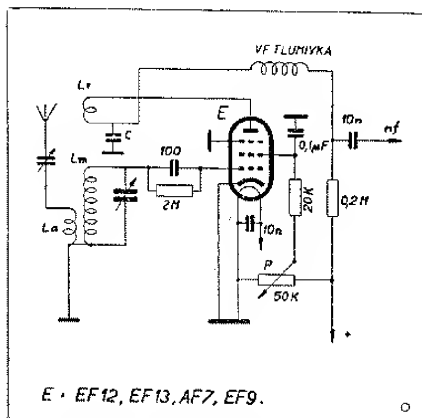 VF TLUMIVKA
Lr
E
C
10n
nf
0,1µF
Lm
100
2M
20K
0,2M
10n
La
P
50K
+
E • EF12, EF13, AF7, EF9.